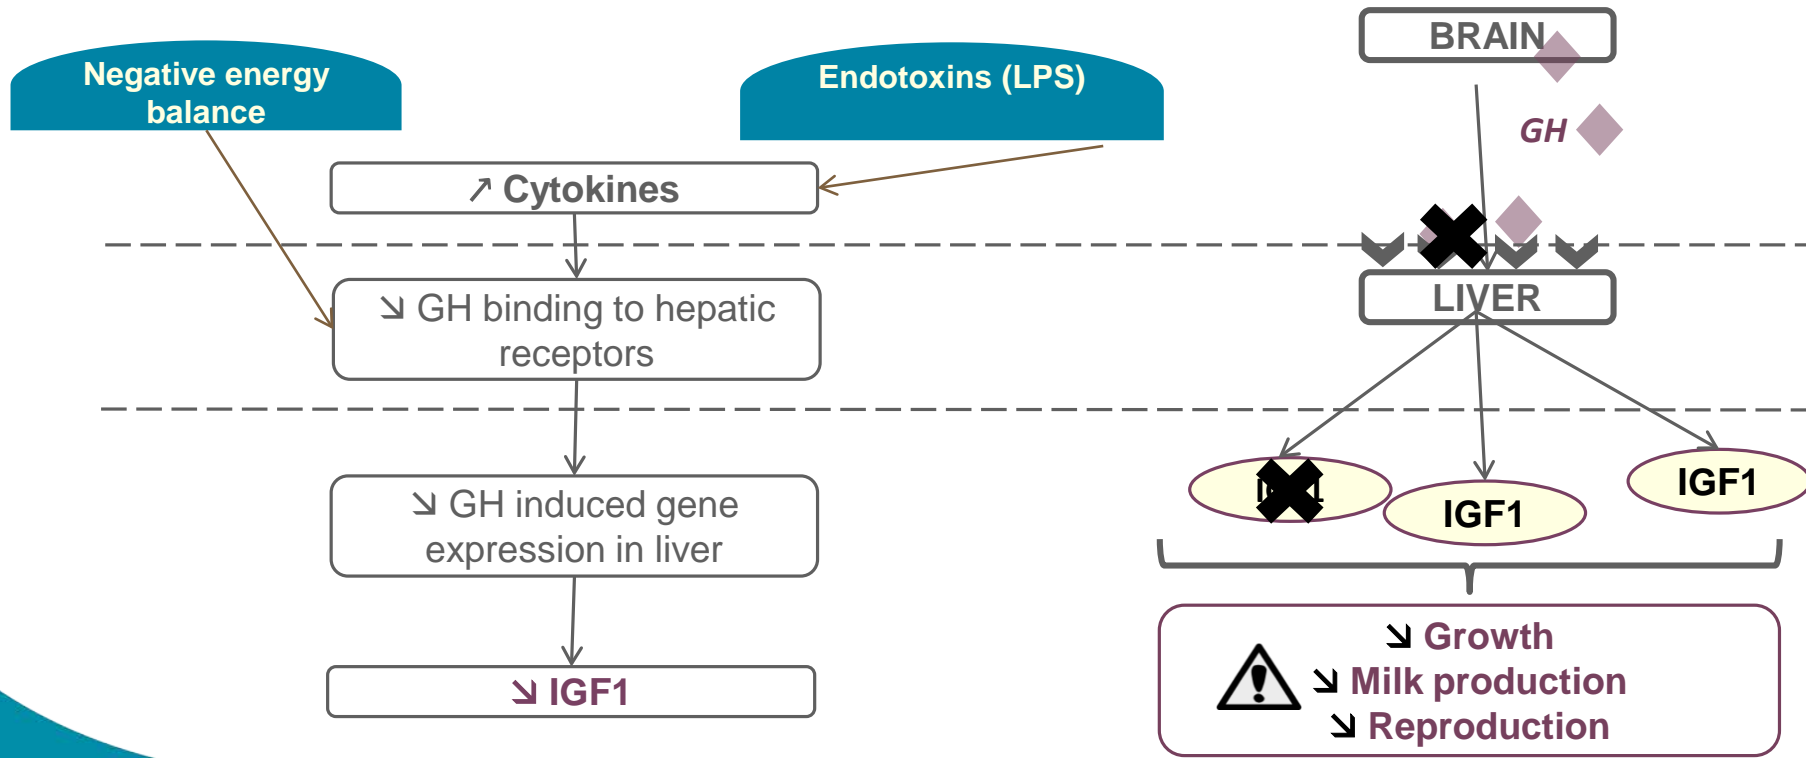 Negative energy
balance
Endotoxins (LPS)
↗ Cytokines
↘ GH binding to hepatic
receptors
↘ GH induced gene
expression in liver
↘ IGF1
BRAIN
GH
LIVER
IGF1
IGF1
↘ Growth
↘ Milk production
↘ Reproduction